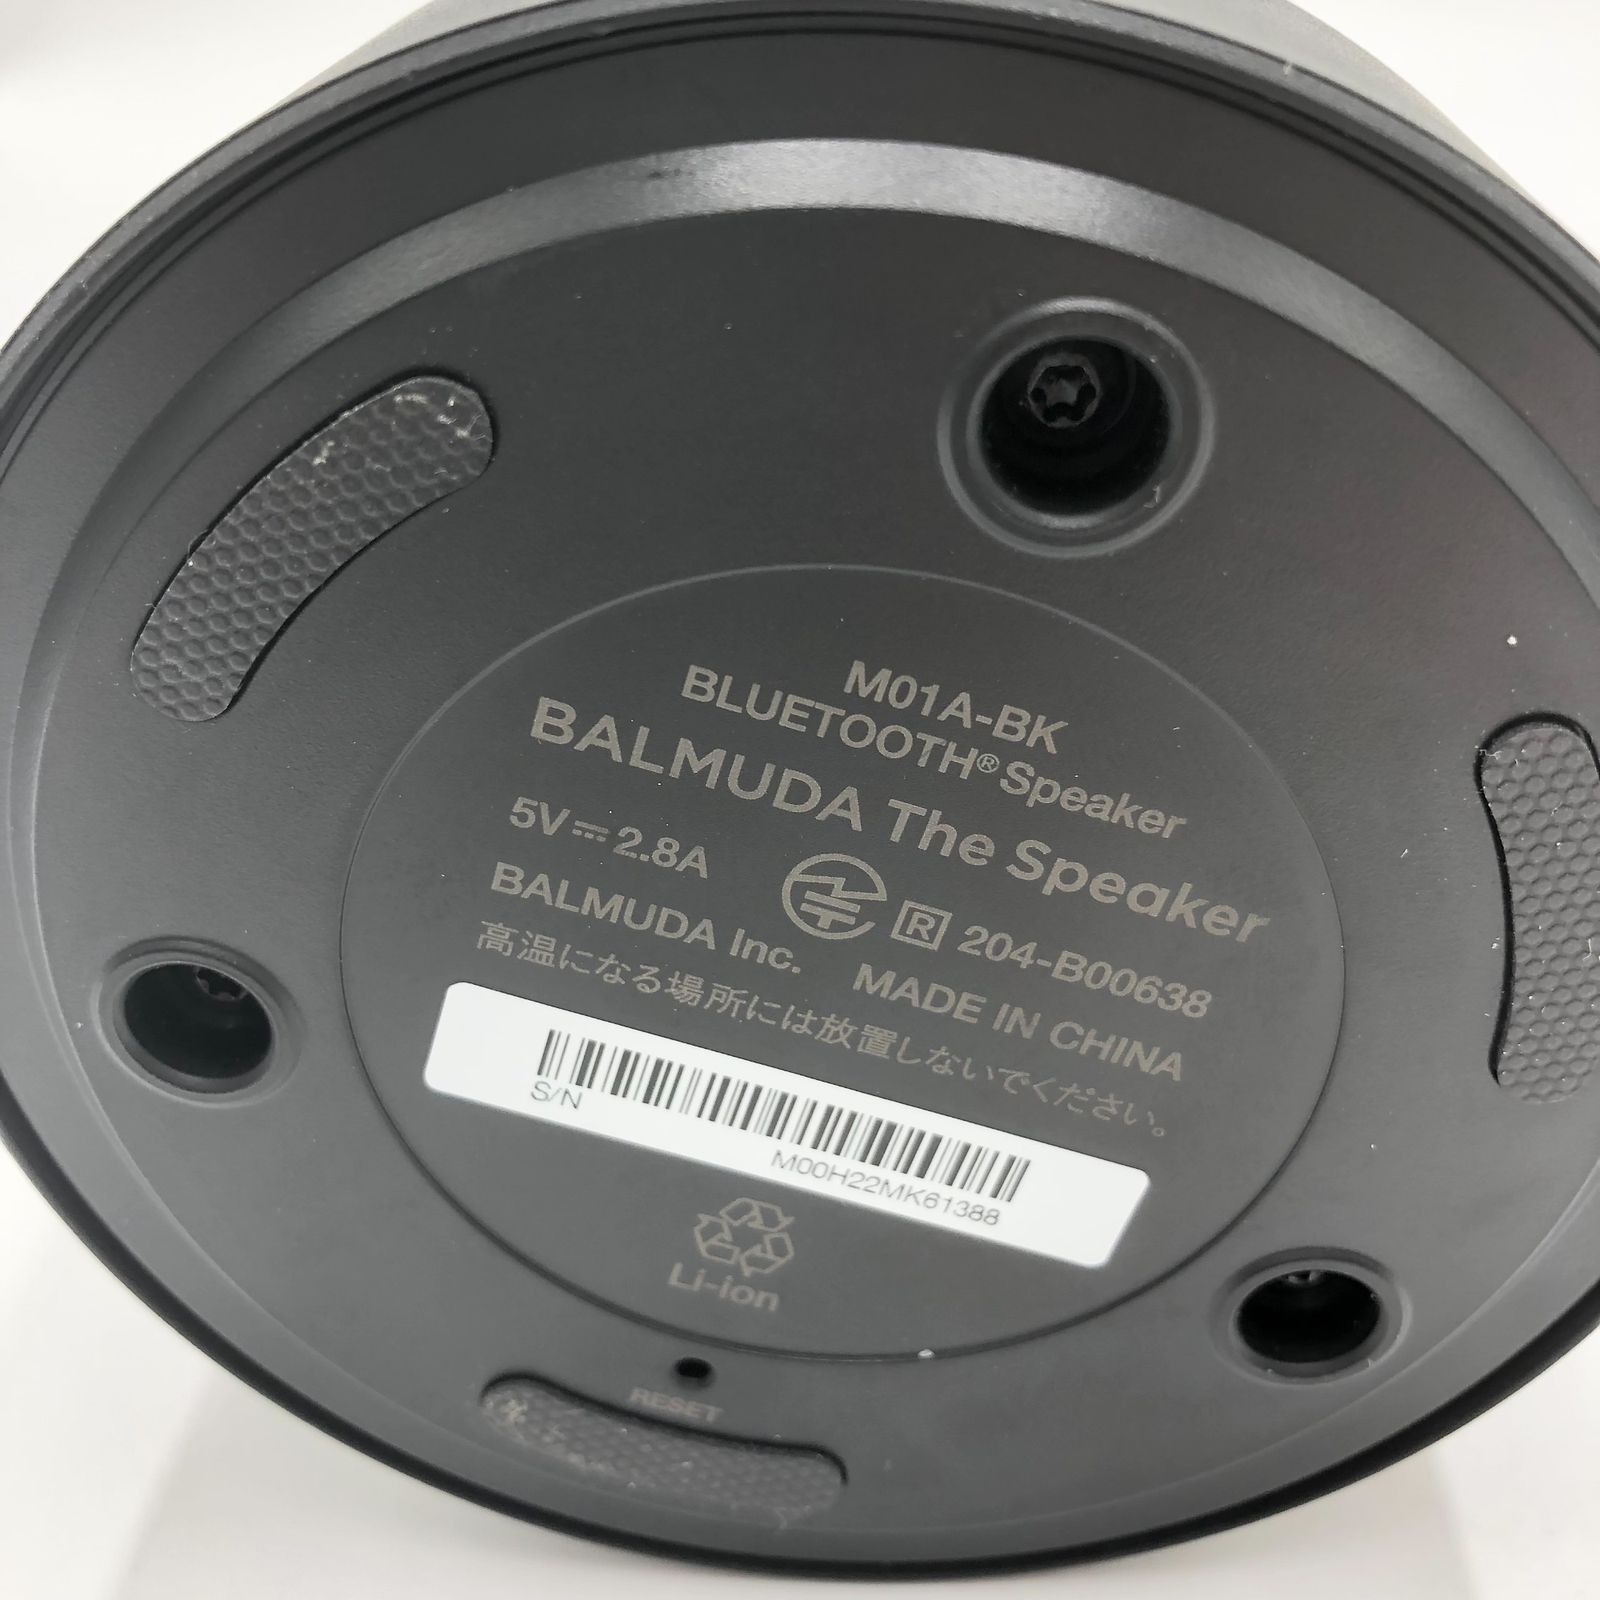 M01A-BK
BLUETOOTH® Speaker
BALMUDA The Speaker
5V⎓2.8A R 204-B00638
BALMUDA Inc. MADE IN CHINA
高温になる場所には放置しないでください。
S/N M00H22MK61388
Li-ion
RESET